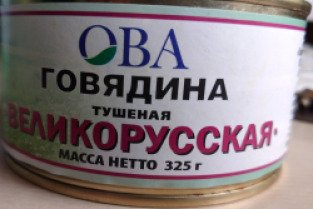 ОВА
ГОВЯДИНА
ТУШЕНАЯ
«ВЕЛИКОРУССКАЯ»
МАССА НЕТТО 325 г